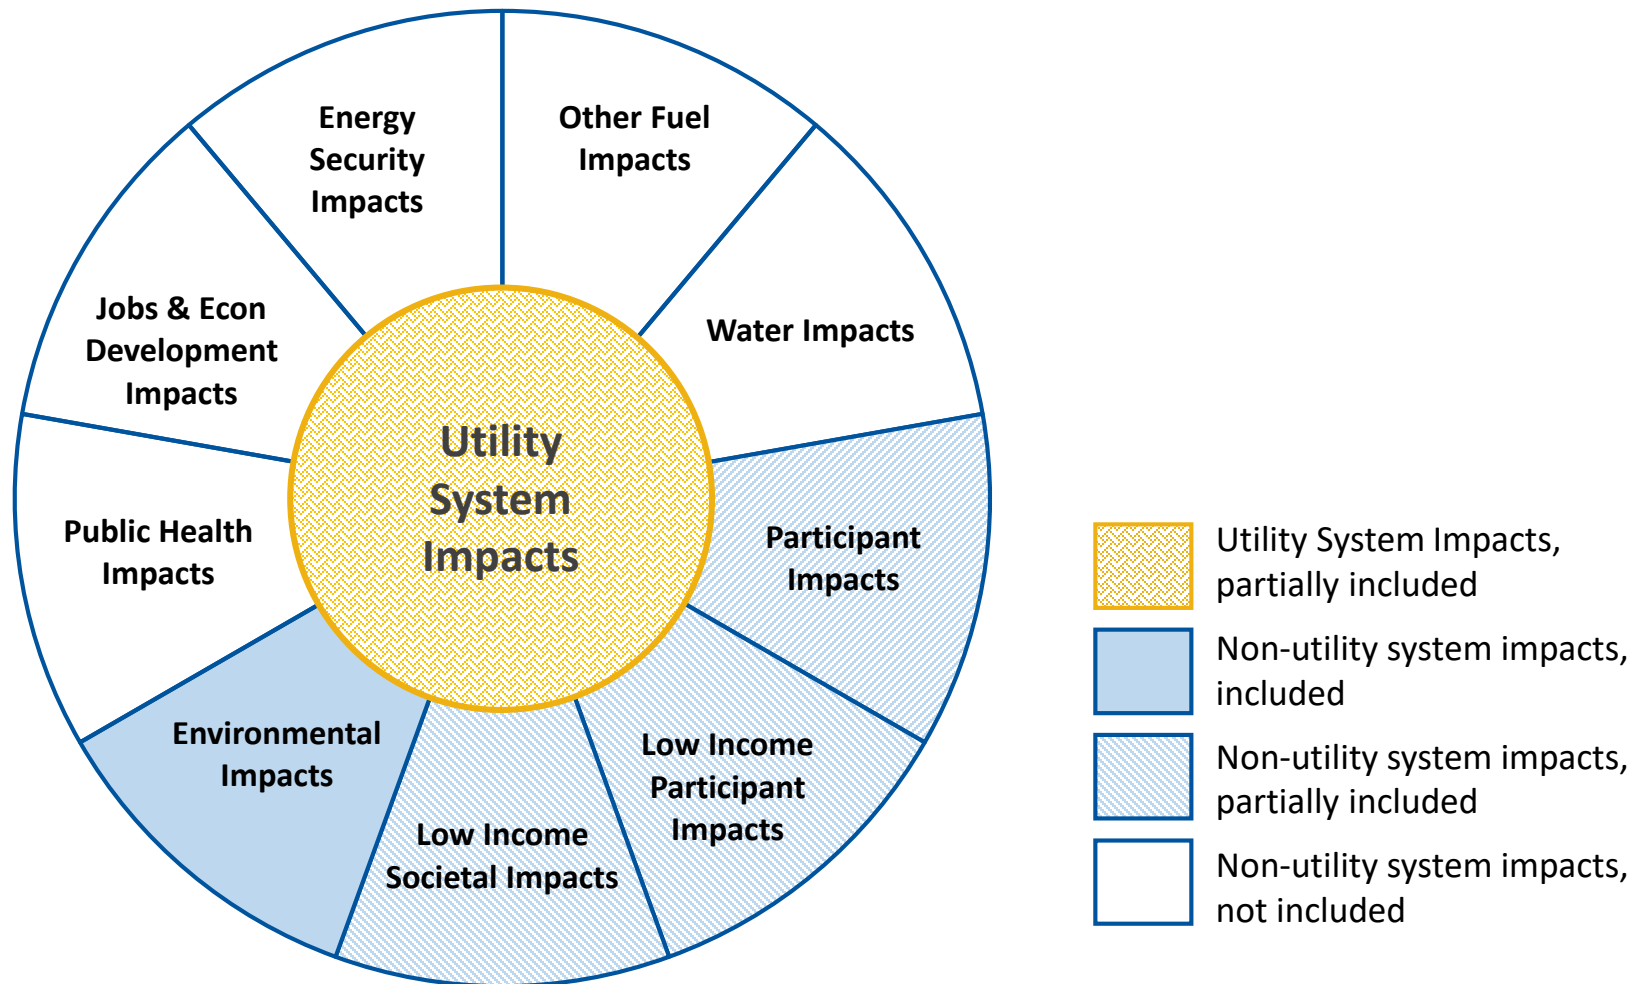 Energy
Security
Impacts
Other Fuel
Impacts
Water Impacts
Participant
Impacts
Low Income
Participant
Impacts
Low Income
Societal Impacts
Environmental
Impacts
Public Health
Impacts
Jobs & Econ
Development
Impacts
Utility
System
Impacts
Utility System Impacts,
partially included
Non-utility system impacts,
included
Non-utility system impacts,
partially included
Non-utility system impacts,
not included